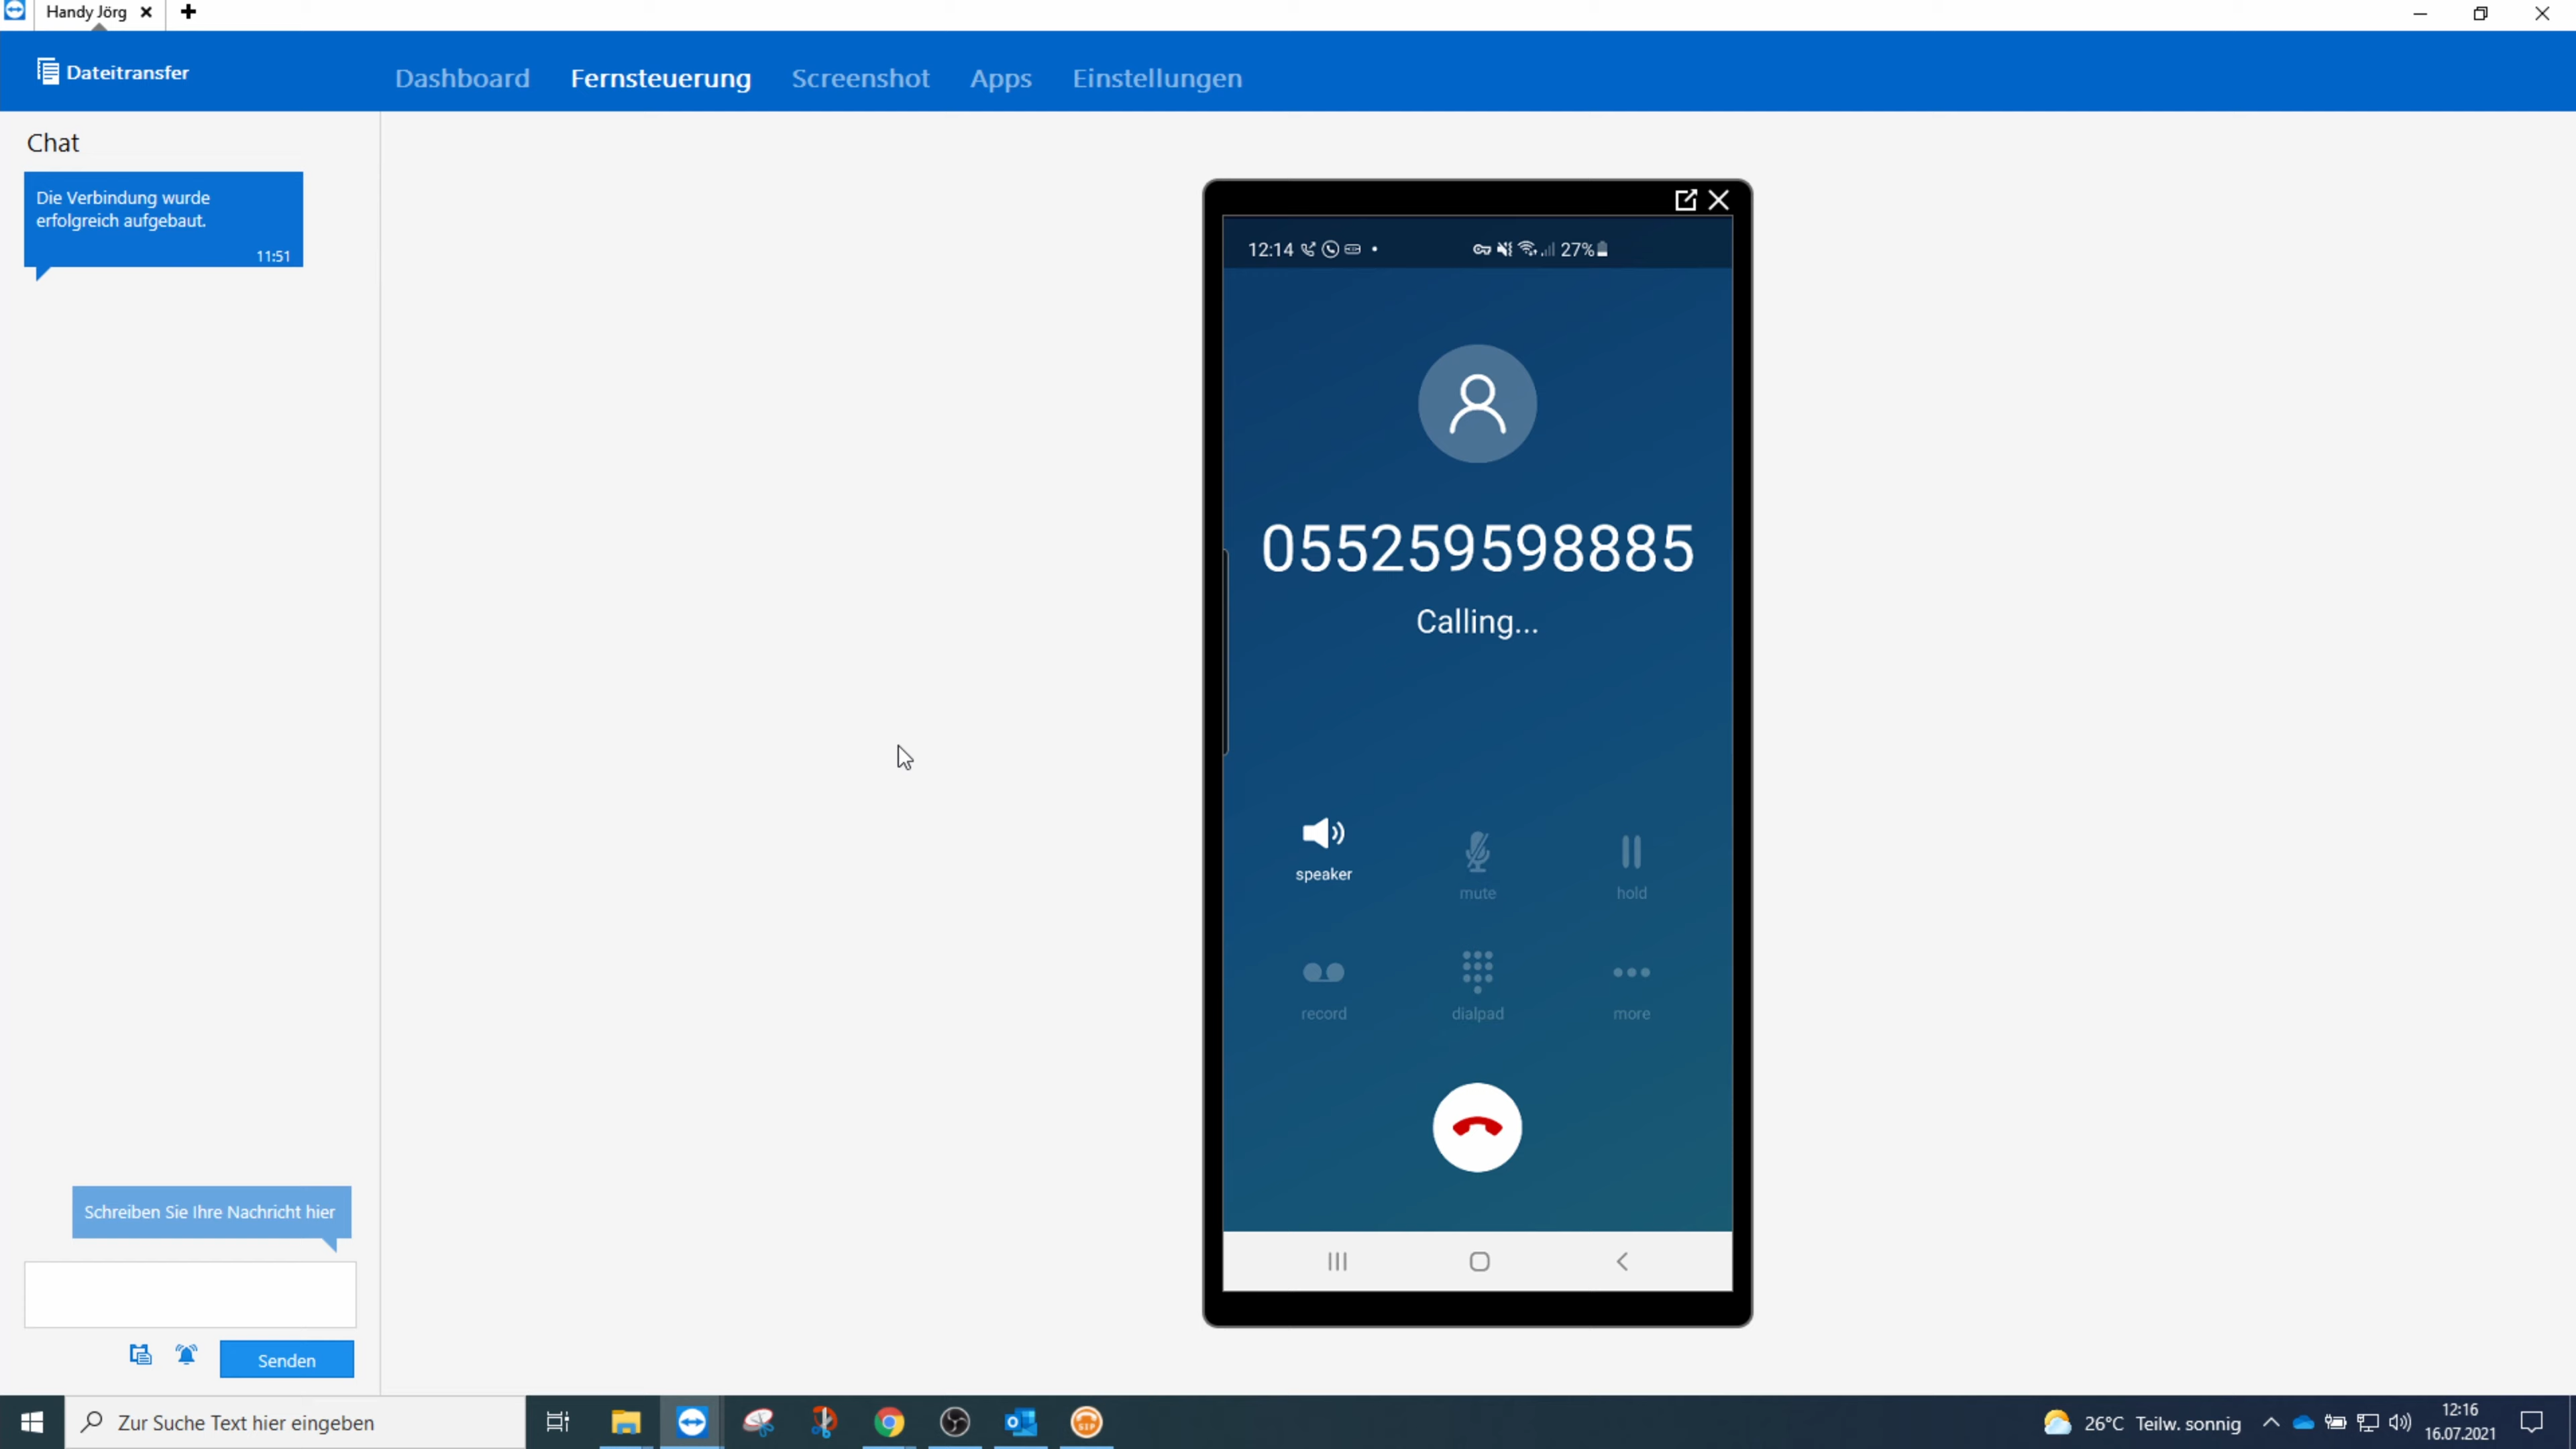 Handy Jörg
Dateitransfer
Dashboard
Fernsteuerung
Screenshot
Apps
Einstellungen
Chat
Die Verbindung wurde
erfolgreich aufgebaut.
11:51
12:14
27%
055259598885
Calling...
speaker
mute
hold
record
dialpad
more
Schreiben Sie Ihre Nachricht hier
Senden
Zur Suche Text hier eingeben
SIP
26°C Teilw. sonnig
12:16
16.07.2021